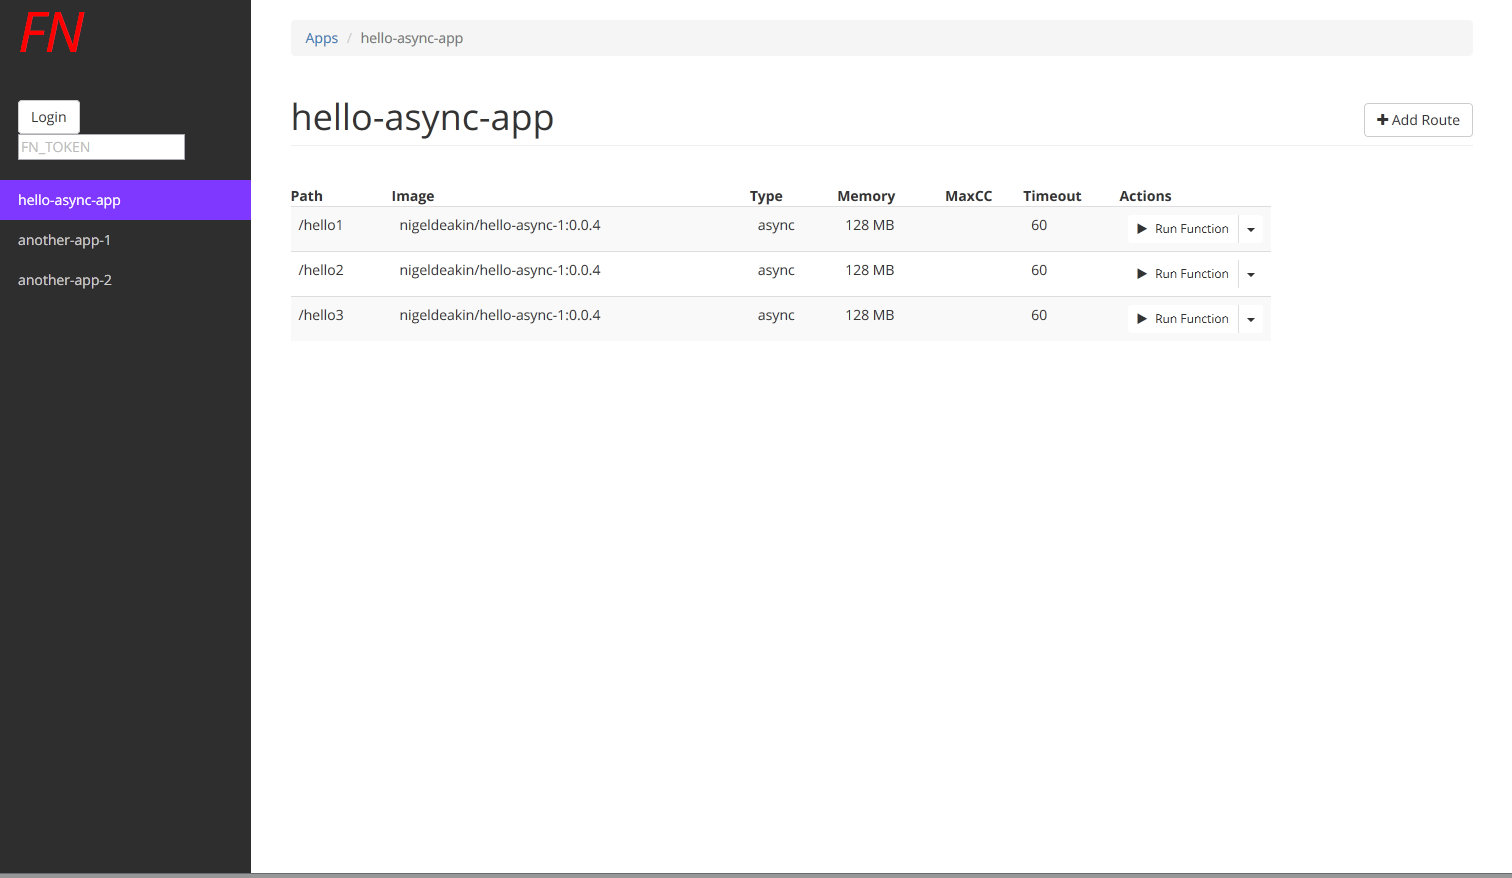 FN
Login
FN_TOKEN
hello-async-app
another-app-1
another-app-2
Apps / hello-async-app
hello-async-app
Add Route
Path Image Type Memory MaxCC Timeout Actions
/hello1 nigeldeakin/hello-async-1:0.0.4 async 128 MB 60 Run Function
/hello2 nigeldeakin/hello-async-1:0.0.4 async 128 MB 60 Run Function
/hello3 nigeldeakin/hello-async-1:0.0.4 async 128 MB 60 Run Function